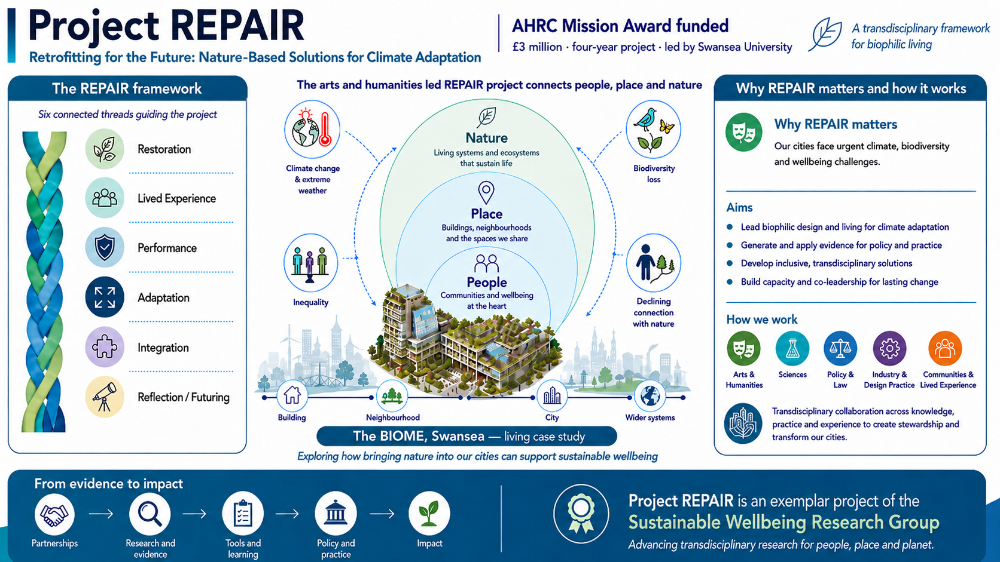 Project REPAIR
Retrofitting for the Future: Nature-Based Solutions for Climate Adaptation
AHRC Mission Award funded
£3 million · four-year project · led by Swansea University
A transdisciplinary framework
for biophilic living
The REPAIR framework
Six connected threads guiding the project
Restoration
Lived Experience
Performance
Adaptation
Integration
Reflection / Futuring
The arts and humanities led REPAIR project connects people, place and nature
Climate change
& extreme
weather
Inequality
Nature
Living systems and ecosystems
that sustain life
Place
Buildings, neighbourhoods
and the spaces we share
People
Communities and wellbeing
at the heart
Biodiversity
loss
Declining
connection
with nature
Building
Neighbourhood
City
Wider systems
The BIOME, Swansea — living case study
Exploring how bringing nature into our cities can support sustainable wellbeing
Why REPAIR matters and how it works
Why REPAIR matters
Our cities face urgent climate, biodiversity
and wellbeing challenges.
Aims
Lead biophilic design and living for climate adaptation
Generate and apply evidence for policy and practice
Develop inclusive, transdisciplinary solutions
Build capacity and co-leadership for lasting change
How we work
Arts &
Humanities
Sciences
Policy &
Law
Industry &
Design Practice
Communities &
Lived Experience
Transdisciplinary collaboration across knowledge,
practice and experience to create stewardship and
transform our cities.
From evidence to impact
Partnerships
Research and
evidence
Tools and
learning
Policy and
practice
Impact
Project REPAIR is an exemplar project of the
Sustainable Wellbeing Research Group
Advancing transdisciplinary research for people, place and planet.